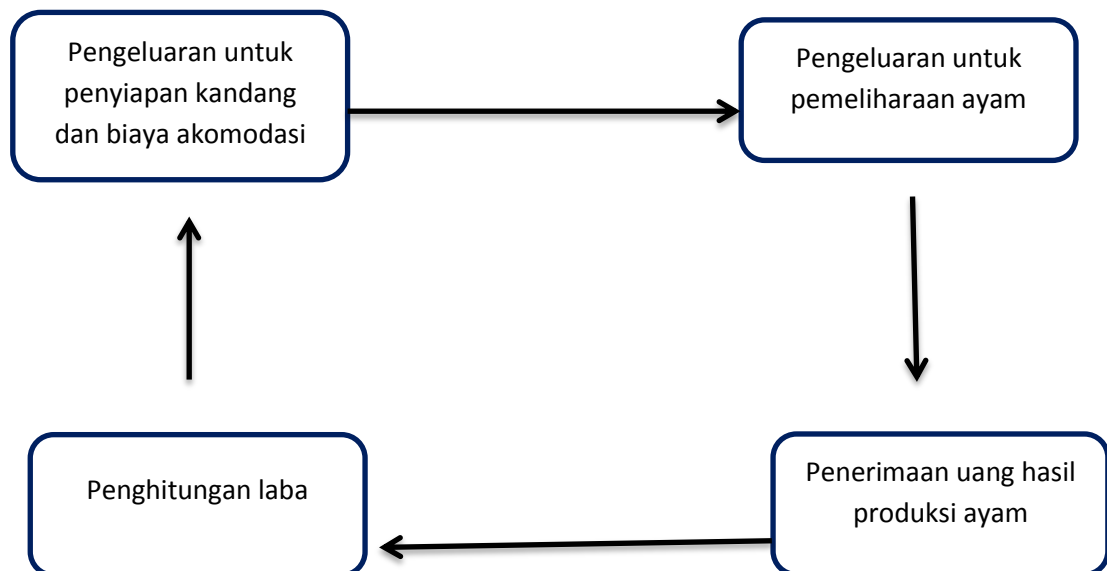 Pengeluaran untuk
penyiapan kandang
dan biaya akomodasi
Pengeluaran untuk
pemeliharaan ayam
Penghitungan laba
Penerimaan uang hasil
produksi ayam